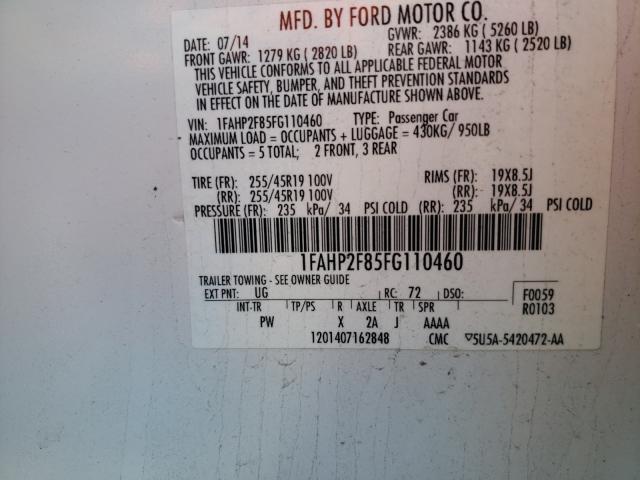 MFD. BY FORD MOTOR CO.
DATE: 07/14 GVWR: 2386 KG (5260 LB)
FRONT GAWR: 1279 KG (2820 LB) REAR GAWR: 1143 KG (2520 LB)
THIS VEHICLE CONFORMS TO ALL APPLICABLE FEDERAL MOTOR
VEHICLE SAFETY, BUMPER, AND THEFT PREVENTION STANDARDS
IN EFFECT ON THE DATE OF MANUFACTURE SHOWN ABOVE.
VIN: 1FAHP2F85FG110460 TYPE: Passenger Car
MAXIMUM LOAD = OCCUPANTS + LUGGAGE = 430KG/ 950LB
OCCUPANTS = 5 TOTAL; 2 FRONT, 3 REAR
TIRE (FR): 255/45R19 100V RIMS (FR): 19X8.5J
(RR): 255/45R19 100V (RR): 19X8.5J
PRESSURE (FR): 235 kPa/ 34 PSI COLD (RR): 235 kPa/ 34 PSI COLD
1FAHP2F85FG110460
TRAILER TOWING - SEE OWNER GUIDE
EXT PNT: UG RC: 72 DSO: F0059
INT-TR TP/PS R AXLE TR SPR R0103
PW X 2A J AAAA
1201407162848 CMC ▽5U5A-5420472-AA